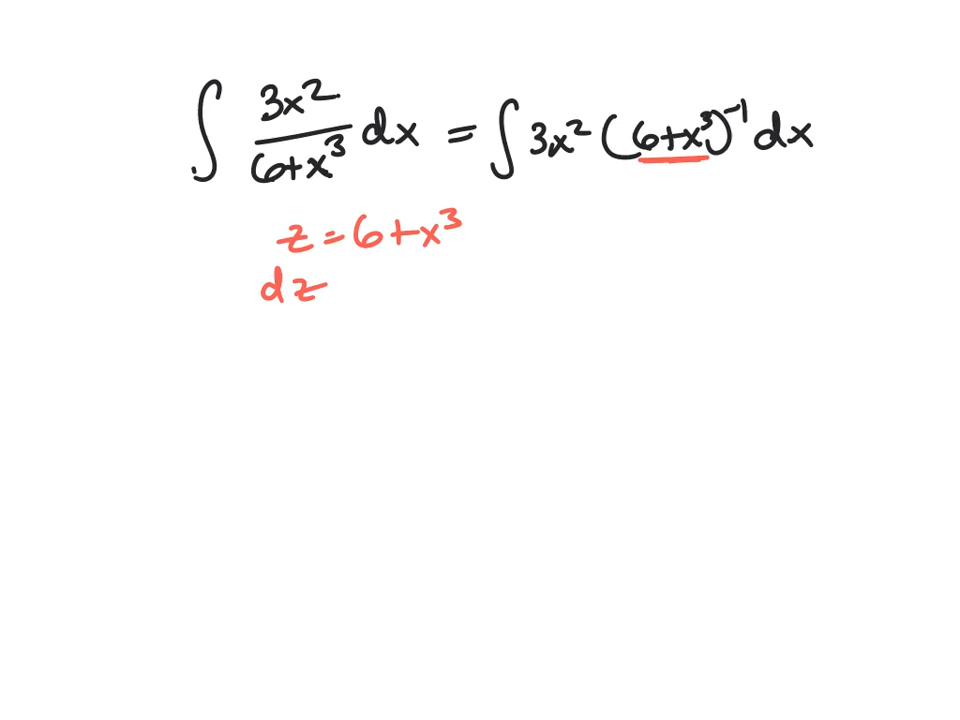 ∫ 3x²/(6+x³) dx = ∫ 3x² (6+x³)⁻¹ dx
z = 6+x³
dz